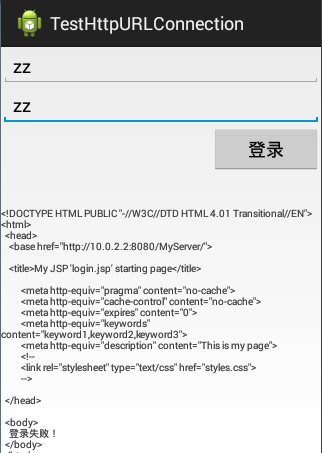 TestHttpURLConnection
zz
zz
登录
<!DOCTYPE HTML PUBLIC "-//W3C//DTD HTML 4.01 Transitional//EN">
<html>
<head>
<base href="http://10.0.2.2:8080/MyServer/">
<title>My JSP 'login.jsp' starting page</title>
<meta http-equiv="pragma" content="no-cache">
<meta http-equiv="cache-control" content="no-cache">
<meta http-equiv="expires" content="0">
<meta http-equiv="keywords"
content="keyword1,keyword2,keyword3">
<meta http-equiv="description" content="This is my page">
<!--
<link rel="stylesheet" type="text/css" href="styles.css">
-->
</head>
<body>
登录失败！
</body>